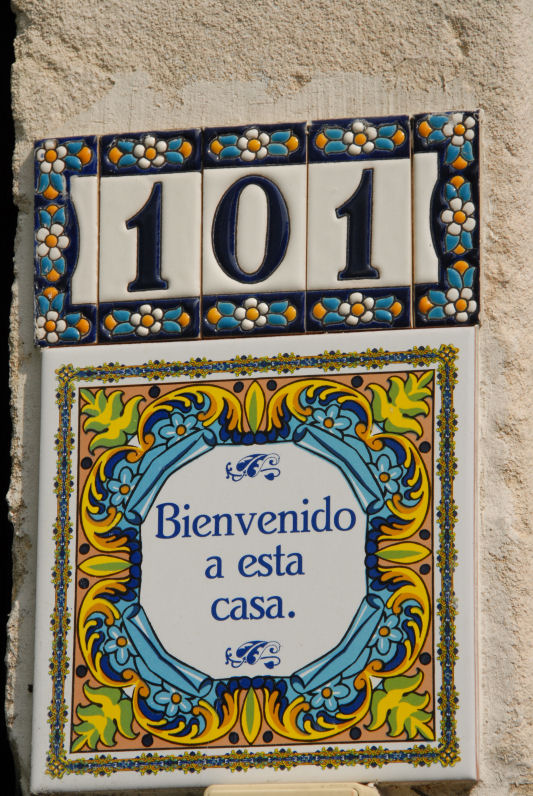 101
Bienvenido
a esta
casa.